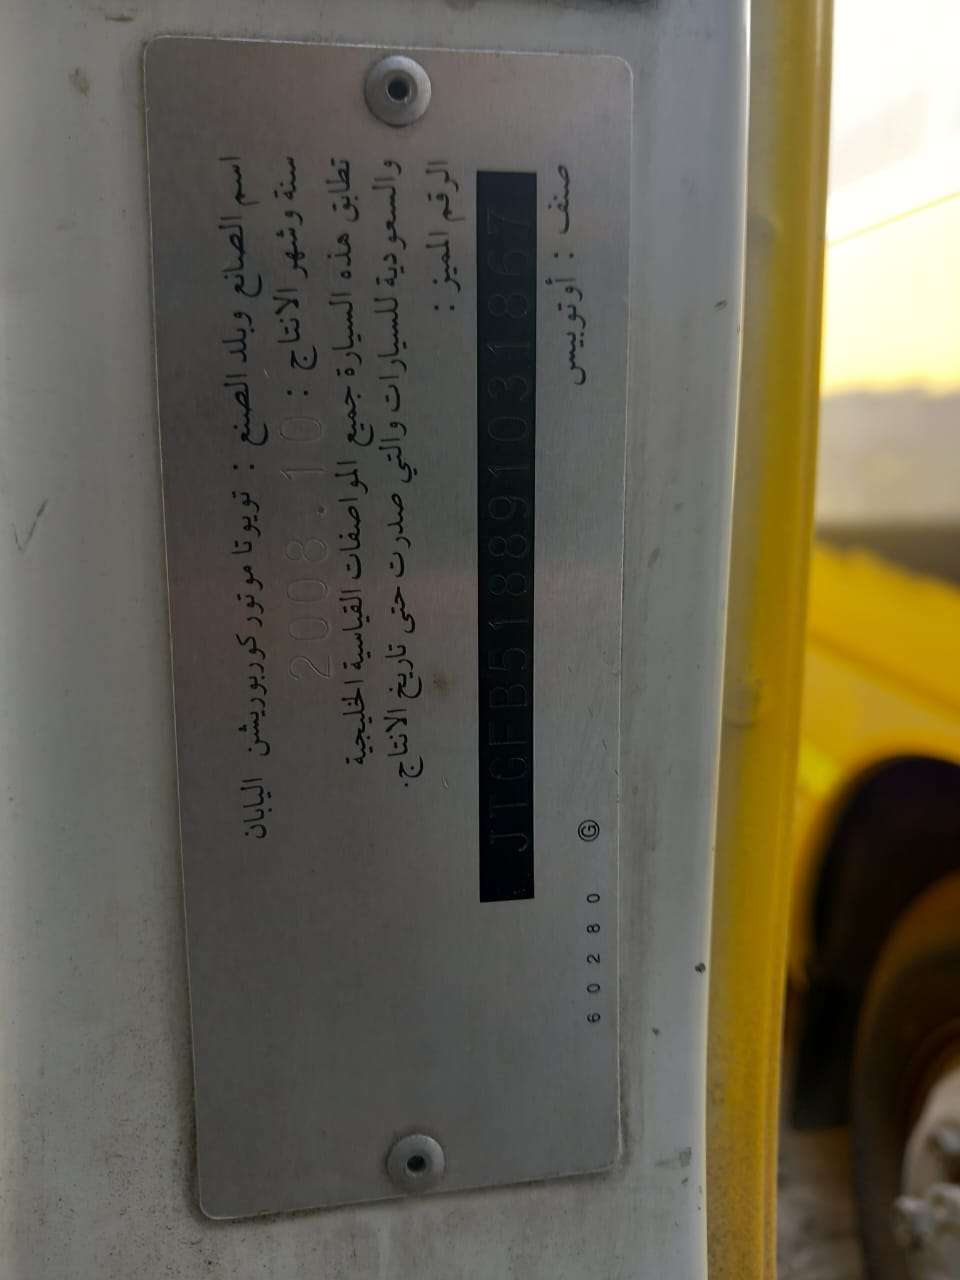 اسم الصانع وبلد الصنع : تويوتا موتور كوربوريشن اليابان
سنة وشهر الانتاج : 2008.10
تطابق هذه السيارة جميع المواصفات القياسية الخليجية
والسعودية للسيارات والتي صدرت حتى تاريخ الانتاج.
الرقم المميز :
JTGFB518891031867
صنف : أوتوبيس
60280 G